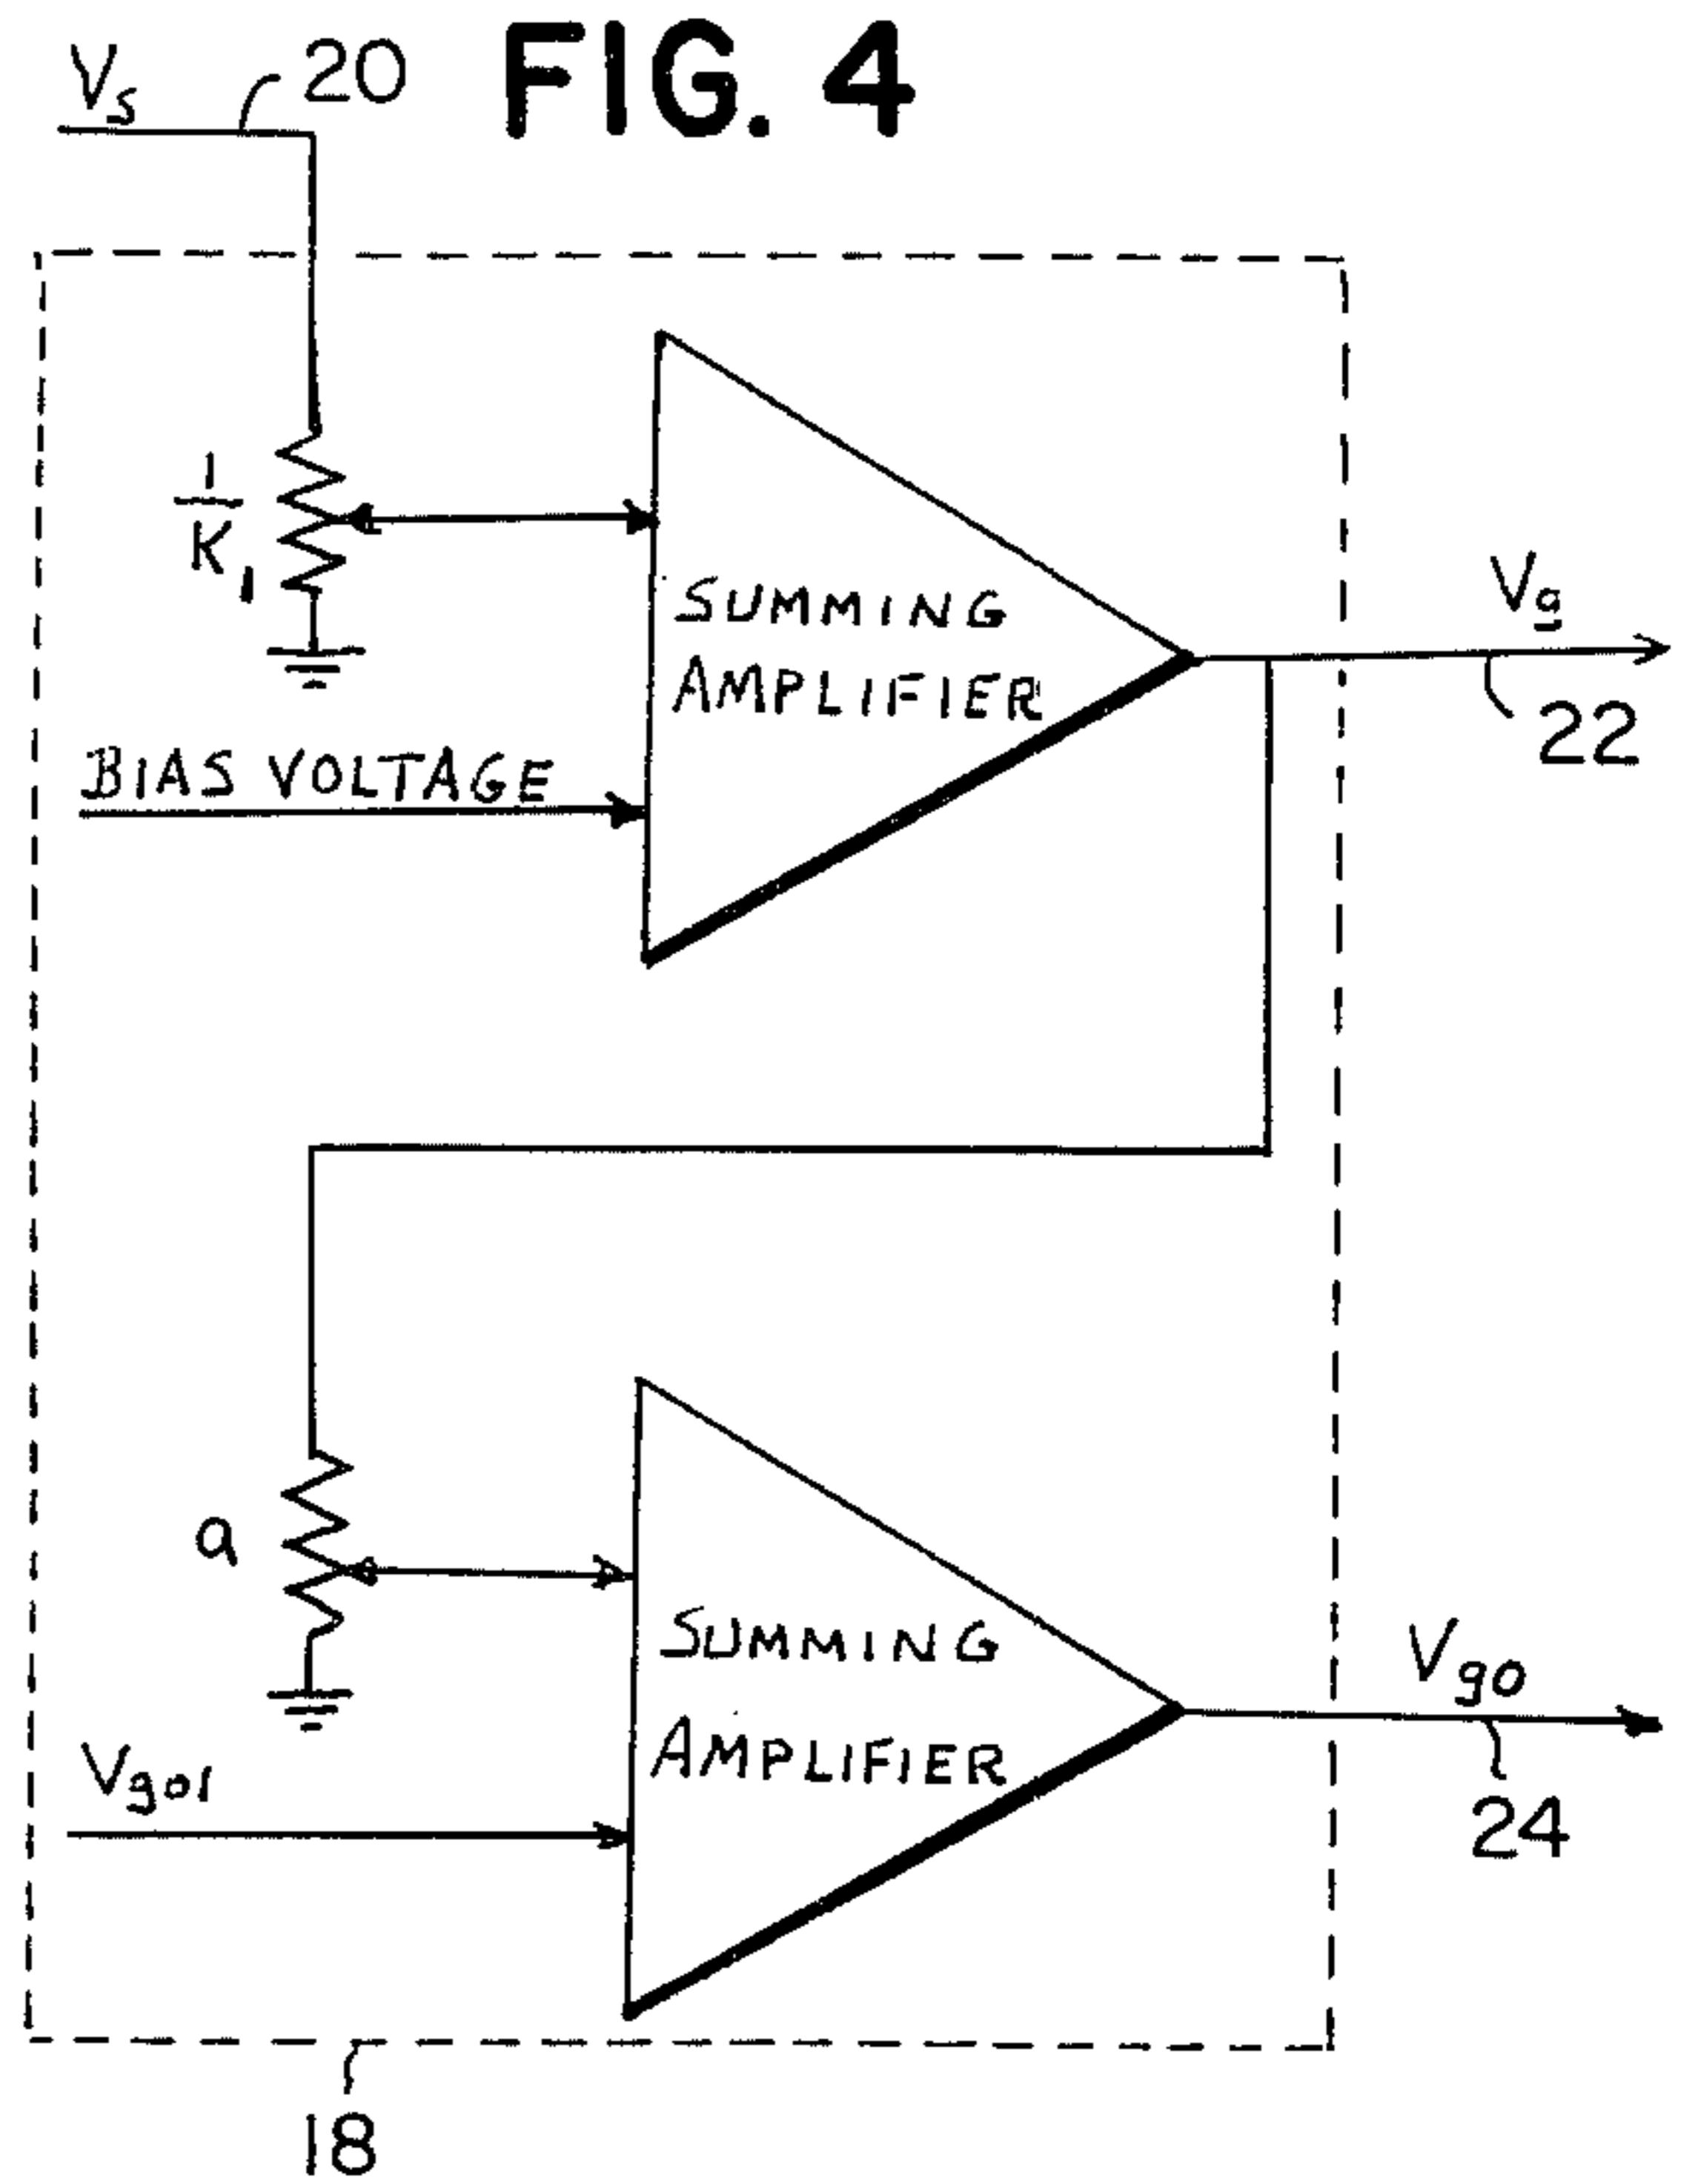 FIG. 4
Vs
20
1
K1
SUMMING
AMPLIFIER
BIAS VOLTAGE
Vg
22
a
SUMMING
AMPLIFIER
Vgo1
Vgo
24
18